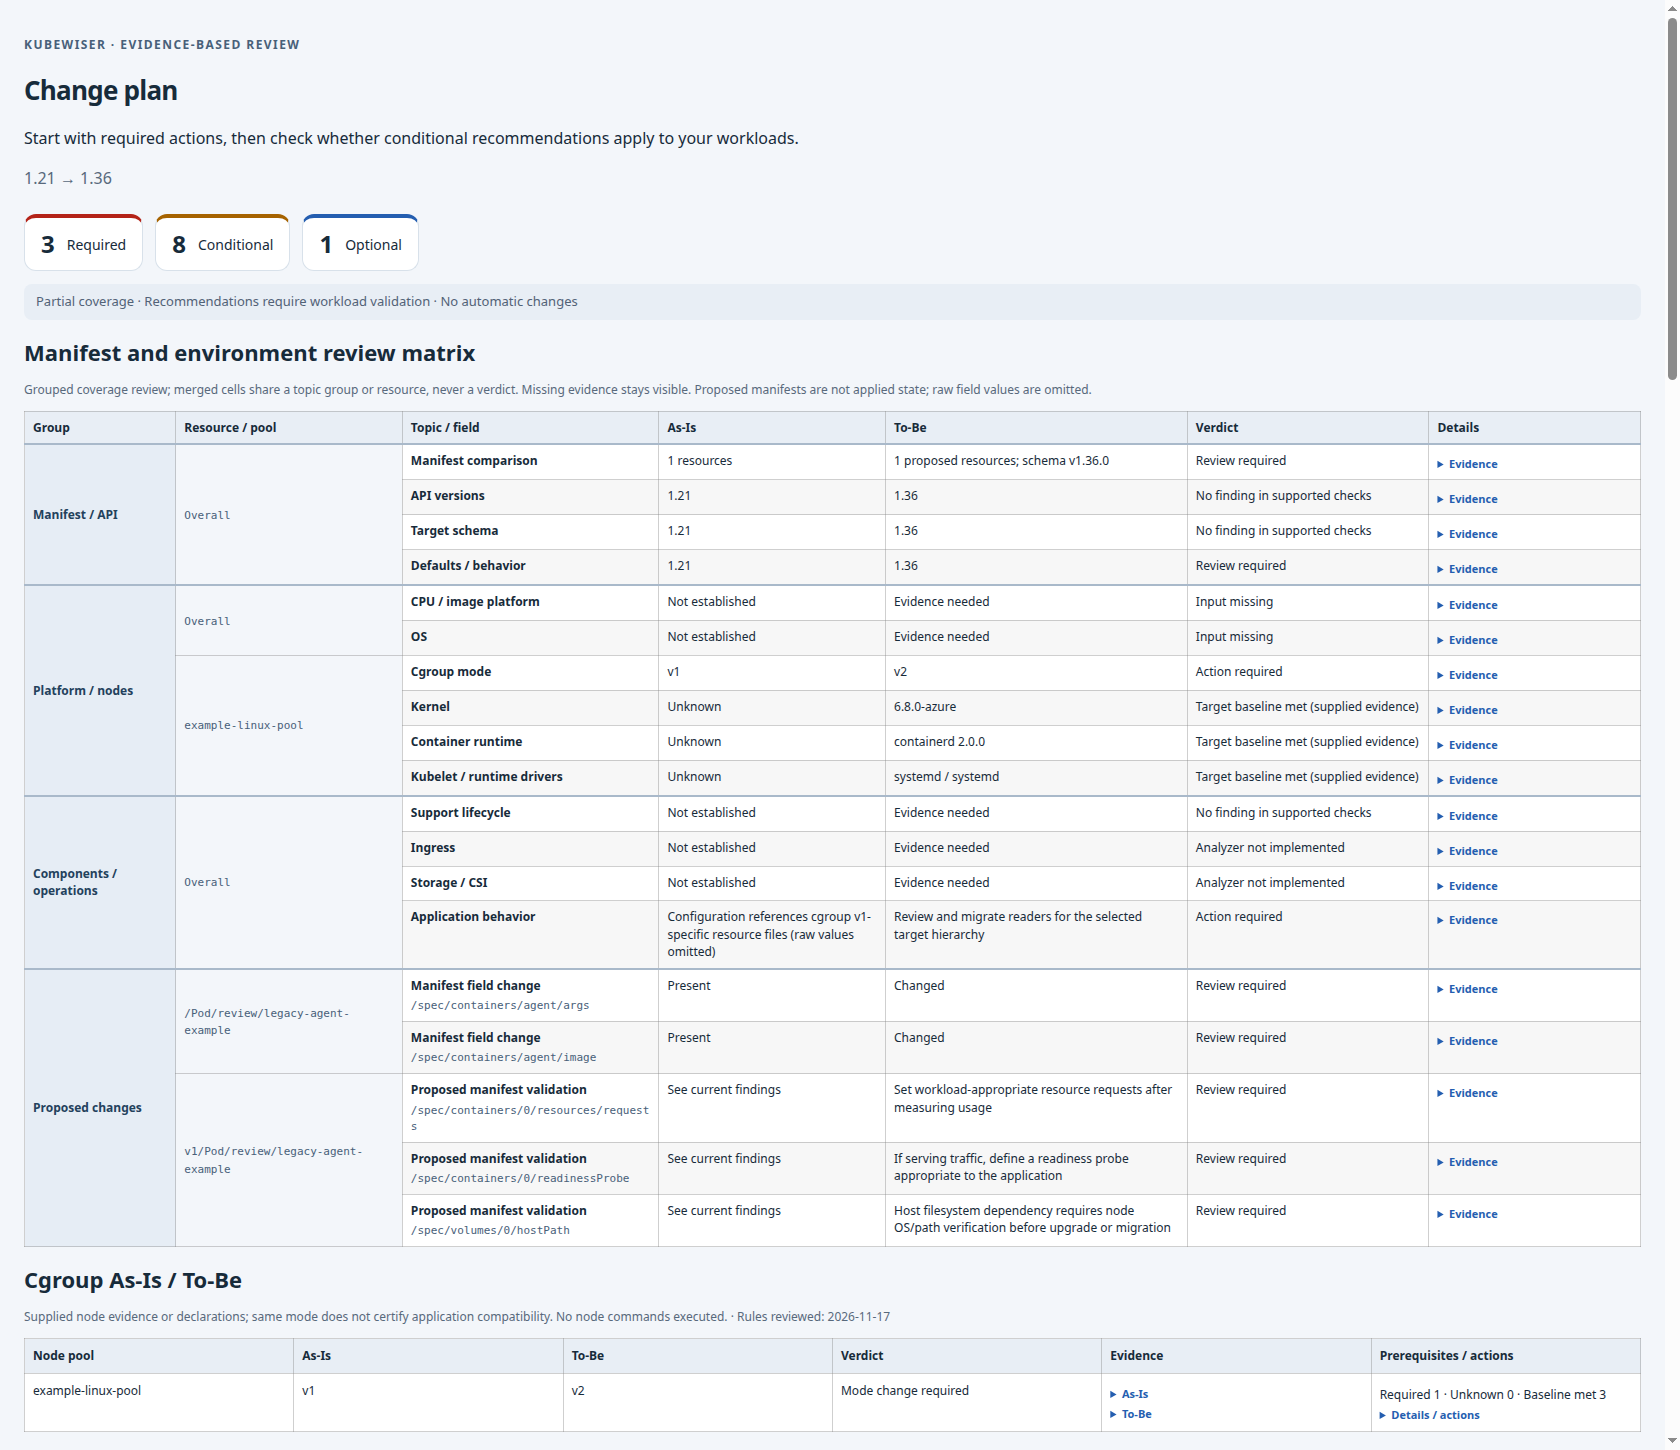 KUBEWISER · EVIDENCE-BASED REVIEW
Change plan
Start with required actions, then check whether conditional recommendations apply to your workloads.
1.21 → 1.36
3 Required 8 Conditional 1 Optional
Partial coverage · Recommendations require workload validation · No automatic changes
Manifest and environment review matrix
Grouped coverage review; merged cells share a topic group or resource, never a verdict. Missing evidence stays visible. Proposed manifests are not applied state; raw field values are omitted.
Group Resource / pool Topic / field As-Is To-Be Verdict Details
Manifest / API
Overall
Manifest comparison 1 resources 1 proposed resources; schema v1.36.0 Review required ▶ Evidence
API versions 1.21 1.36 No finding in supported checks ▶ Evidence
Target schema 1.21 1.36 No finding in supported checks ▶ Evidence
Defaults / behavior 1.21 1.36 Review required ▶ Evidence
Platform / nodes
Overall
CPU / image platform Not established Evidence needed Input missing ▶ Evidence
OS Not established Evidence needed Input missing ▶ Evidence
example-linux-pool
Cgroup mode v1 v2 Action required ▶ Evidence
Kernel Unknown 6.8.0-azure Target baseline met (supplied evidence) ▶ Evidence
Container runtime Unknown containerd 2.0.0 Target baseline met (supplied evidence) ▶ Evidence
Kubelet / runtime drivers Unknown systemd / systemd Target baseline met (supplied evidence) ▶ Evidence
Components /
operations
Overall
Support lifecycle Not established Evidence needed No finding in supported checks ▶ Evidence
Ingress Not established Evidence needed Analyzer not implemented ▶ Evidence
Storage / CSI Not established Evidence needed Analyzer not implemented ▶ Evidence
Application behavior Configuration references cgroup v1- Review and migrate readers for the selected Action required ▶ Evidence
specific resource files (raw values target hierarchy
omitted)
Proposed changes
/Pod/review/legacy-agent-
example
Manifest field change Present Changed Review required ▶ Evidence
/spec/containers/agent/args
Manifest field change Present Changed Review required ▶ Evidence
/spec/containers/agent/image
v1/Pod/review/legacy-agent-
example
Proposed manifest validation See current findings Set workload-appropriate resource requests after Review required ▶ Evidence
/spec/containers/0/resources/request measuring usage
s
Proposed manifest validation See current findings If serving traffic, define a readiness probe Review required ▶ Evidence
/spec/containers/0/readinessProbe appropriate to the application
Proposed manifest validation See current findings Host filesystem dependency requires node Review required ▶ Evidence
/spec/volumes/0/hostPath OS/path verification before upgrade or migration
Cgroup As-Is / To-Be
Supplied node evidence or declarations; same mode does not certify application compatibility. No node commands executed. · Rules reviewed: 2026-11-17
Node pool As-Is To-Be Verdict Evidence Prerequisites / actions
example-linux-pool v1 v2 Mode change required ▶ As-Is Required 1 · Unknown 0 · Baseline met 3
▶ To-Be ▶ Details / actions